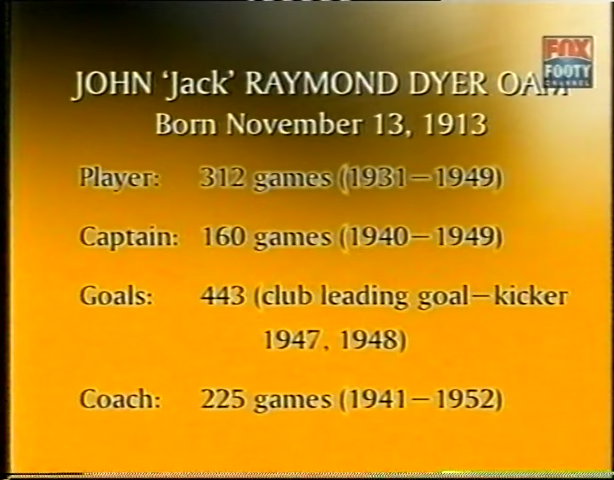 FOX
FOOTY
CHANNEL
JOHN 'Jack' RAYMOND DYER OAM
Born November 13, 1913
Player: 312 games (1931—1949)
Captain: 160 games (1940—1949)
Goals: 443 (club leading goal—kicker
1947, 1948)
Coach: 225 games (1941—1952)